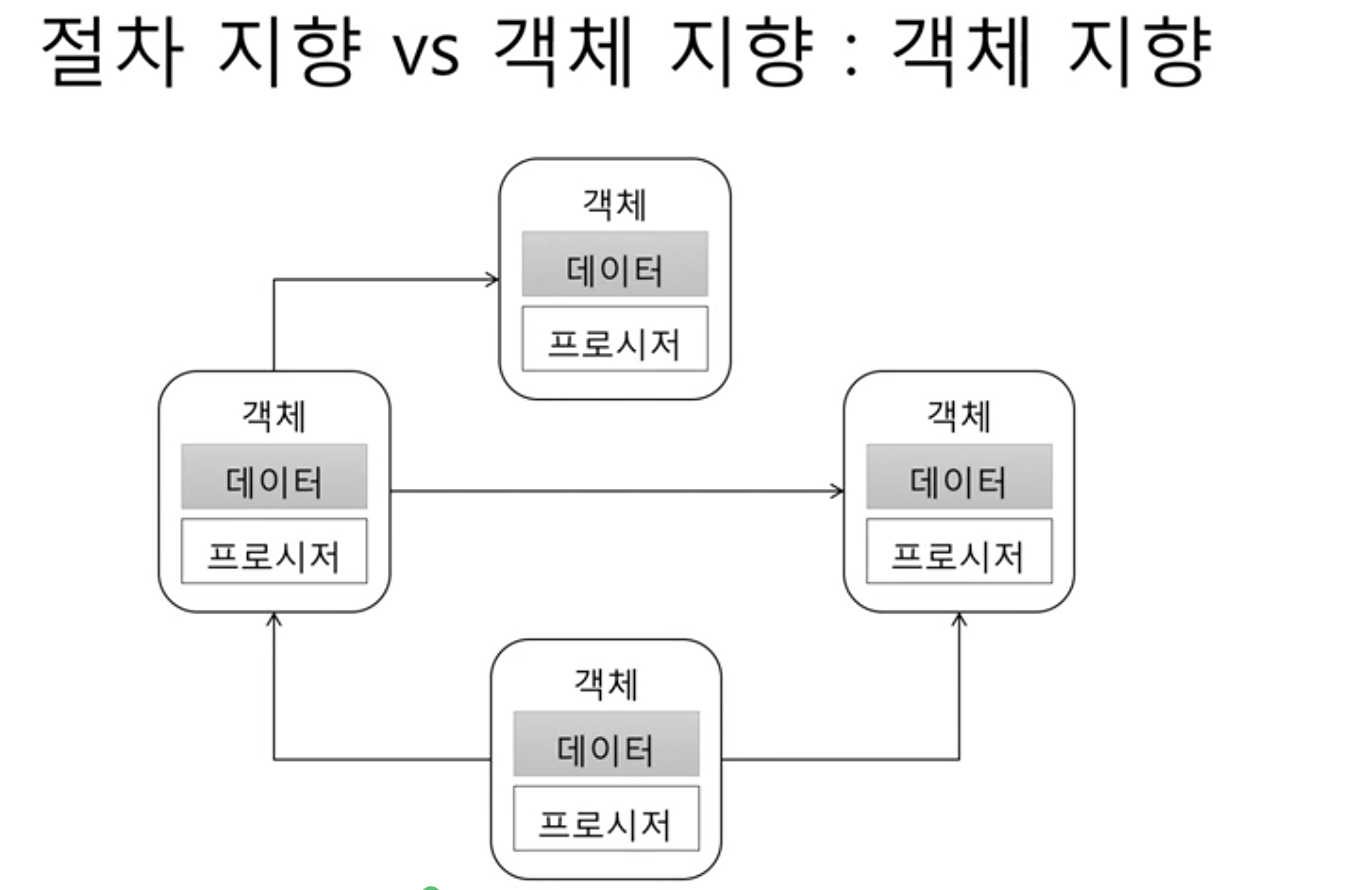 절차 지향 vs 객체 지향 : 객체 지향
객체
데이터
프로시저
객체
데이터
프로시저
객체
데이터
프로시저
객체
데이터
프로시저